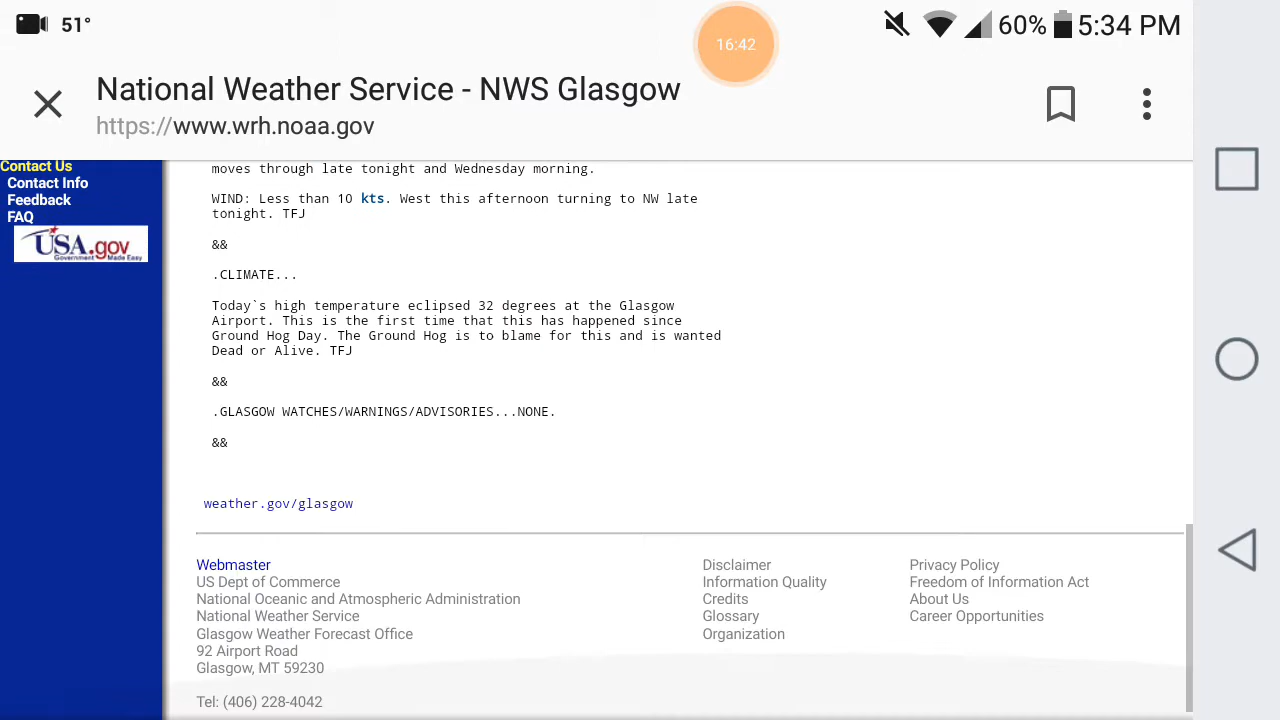 51°
16:42
60%
5:34 PM
National Weather Service - NWS Glasgow
https://www.wrh.noaa.gov
Contact Us
Contact Info
Feedback
FAQ
USA.gov
Government Made Easy
moves through late tonight and Wednesday morning.
WIND: Less than 10 kts. West this afternoon turning to NW late
tonight. TFJ
&&
.CLIMATE...
Today`s high temperature eclipsed 32 degrees at the Glasgow
Airport. This is the first time that this has happened since
Ground Hog Day. The Ground Hog is to blame for this and is wanted
Dead or Alive. TFJ
&&
.GLASGOW WATCHES/WARNINGS/ADVISORIES...NONE.
&&
weather.gov/glasgow
Webmaster
US Dept of Commerce
National Oceanic and Atmospheric Administration
National Weather Service
Glasgow Weather Forecast Office
92 Airport Road
Glasgow, MT 59230
Tel: (406) 228-4042
Disclaimer
Information Quality
Credits
Glossary
Organization
Privacy Policy
Freedom of Information Act
About Us
Career Opportunities